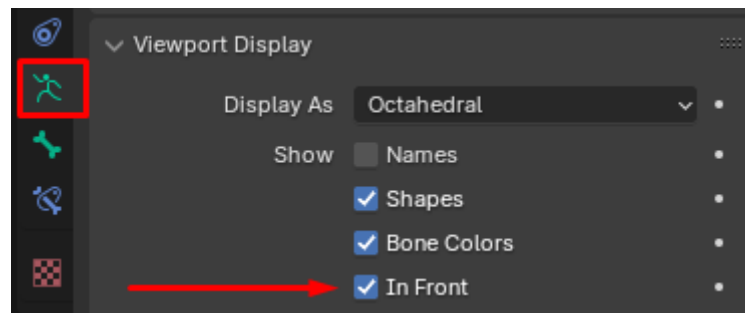 Viewport Display
Display As Octahedral
Show Names
Shapes
Bone Colors
In Front